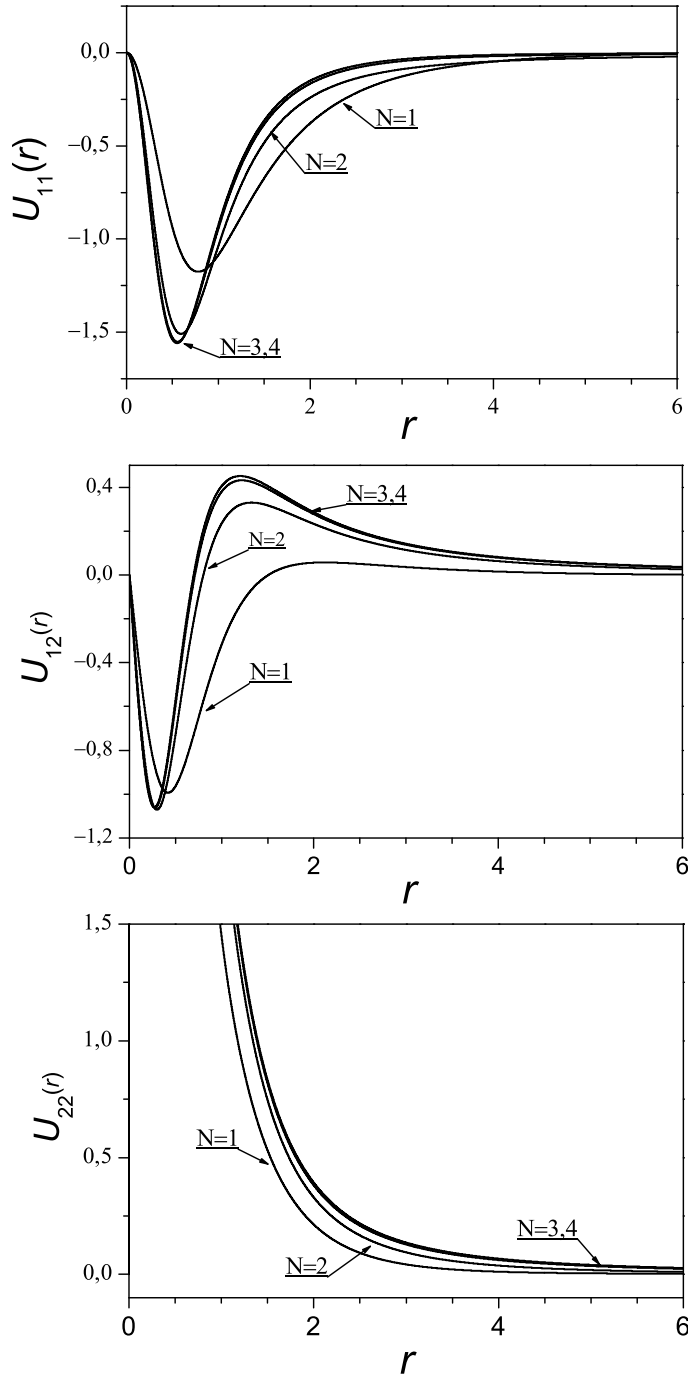 0,0
N=1
−0,5
N=2
U11(r)
−1,0
−1,5
N=3,4
0 2 4 6
r
0,4
N=3,4
N=2
0,0
U12(r)
−0,4
N=1
−0,8
−1,2
0 2 4 6
r
1,5
1,0
U22(r)
N=1
0,5
N=3,4
N=2
0,0
0 2 4 6
r